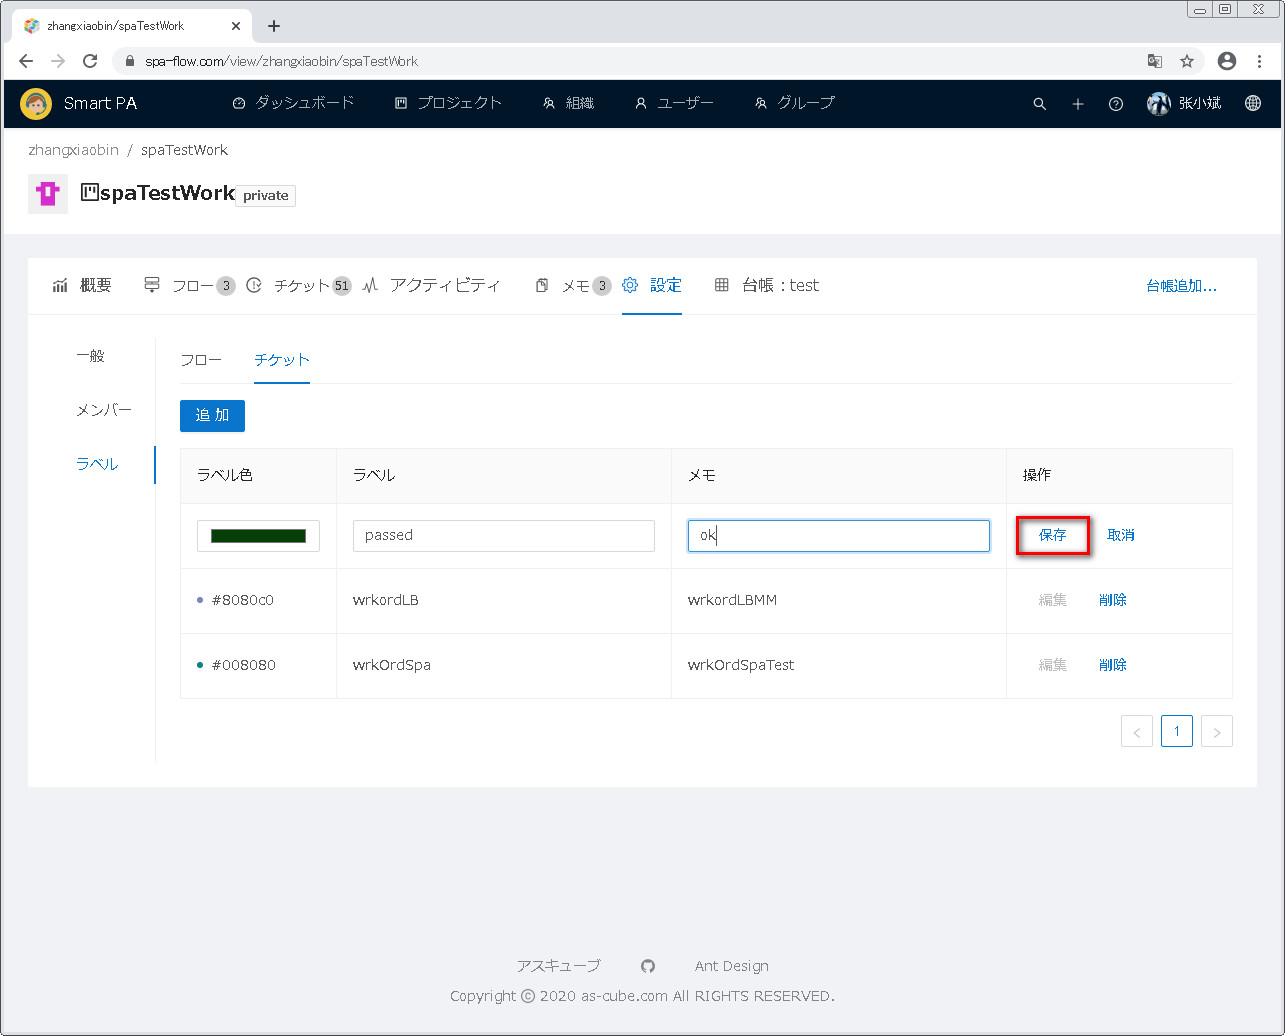 zhangxiaobin/spaTestWork
spa-flow.com/view/zhangxiaobin/spaTestWork
Smart PA ダッシュボード プロジェクト 組織 ユーザー グループ 张小斌
zhangxiaobin / spaTestWork
spaTestWork private
概要 フロー 3 チケット 51 アクティビティ メモ 3 設定 台帳：test 台帳追加...
一般
フロー チケット
メンバー
追 加
ラベル
ラベル色 ラベル メモ 操作
passed ok 保存 取消
#8080c0 wrkordLB wrkordLBMM 編集 削除
#008080 wrkOrdSpa wrkOrdSpaTest 編集 削除
< 1 >
アスキューブ Ant Design
Copyright © 2020 as-cube.com All RIGHTS RESERVED.